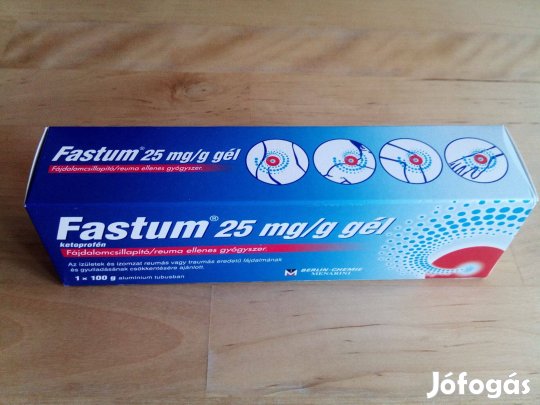 Fastum® 25 mg/g gél
Fájdalomcsillapító/reuma ellenes gyógyszer.
Fastum® 25 mg/g gél
ketoprofén
Fájdalomcsillapító/reuma ellenes gyógyszer.
Az ízületek és izomzat reumás vagy traumás eredetű fájdalmának
és gyulladásának csökkentésére ajánlott.
1 x 100 g alumínium tubusban
BERLIN-CHEMIE
MENARINI
Jófogás